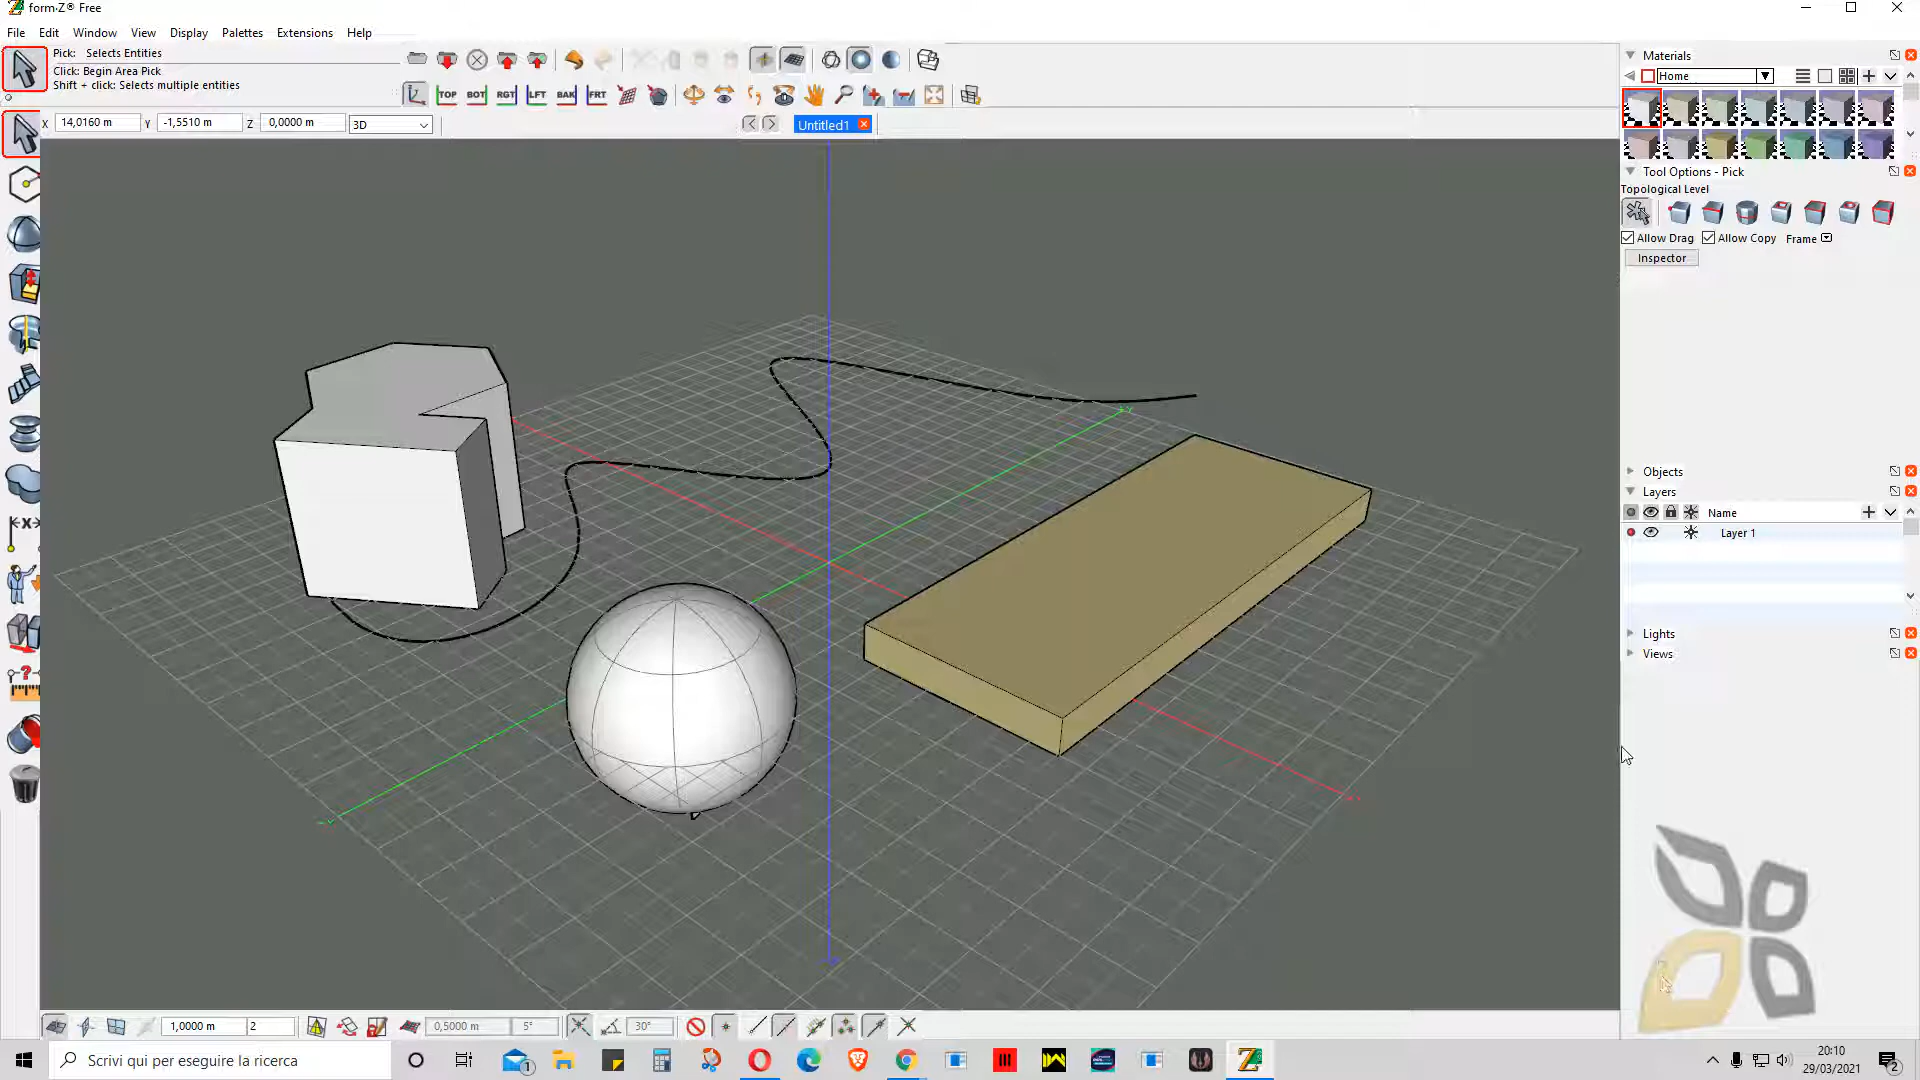 form·Z® Free
File Edit Window View Display Palettes Extensions Help
Pick: Selects Entities
Click: Begin Area Pick
Shift + click: Selects multiple entities
TOP BOT RGT LFT BAK FRT
X 14,0160 m Y -1,5510 m Z 0,0000 m 3D
Untitled1
Materials
Home
Tool Options - Pick
Topological Level
Allow Drag Allow Copy Frame
Inspector
Objects
Layers
Name
Layer 1
Lights
Views
1,0000 m 2 0,5000 m 5° 30°
Scrivi qui per eseguire la ricerca
1
20:10
29/03/2021
2